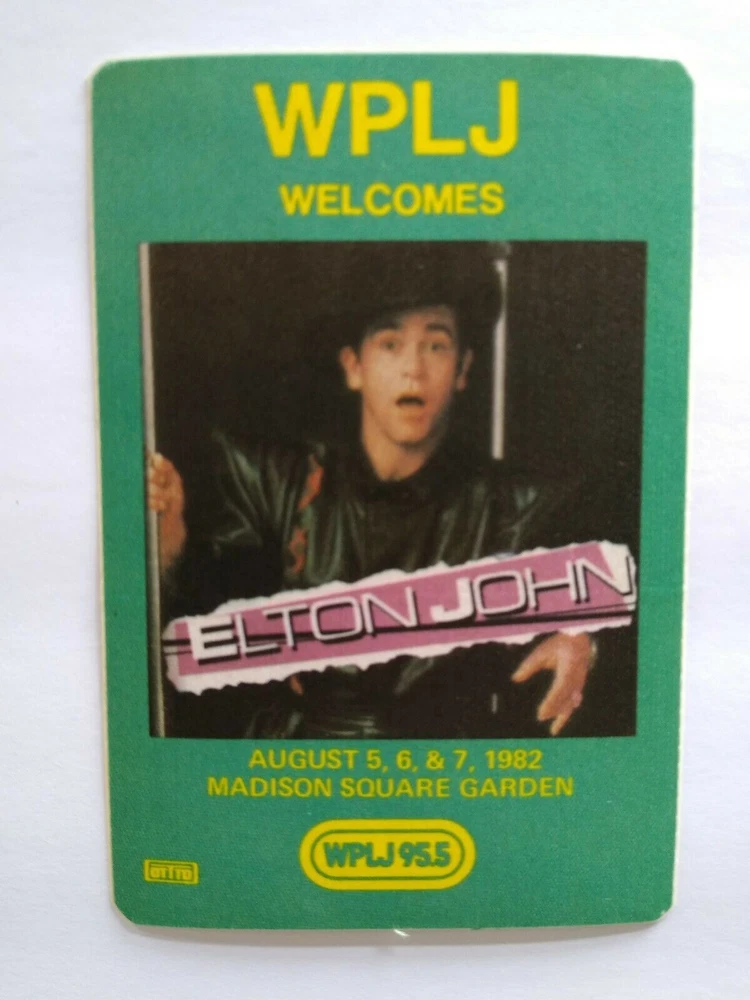 WPLJ
WELCOMES
ELTON JOHN
AUGUST 5, 6, & 7, 1982
MADISON SQUARE GARDEN
WPLJ 95.5
OTTO